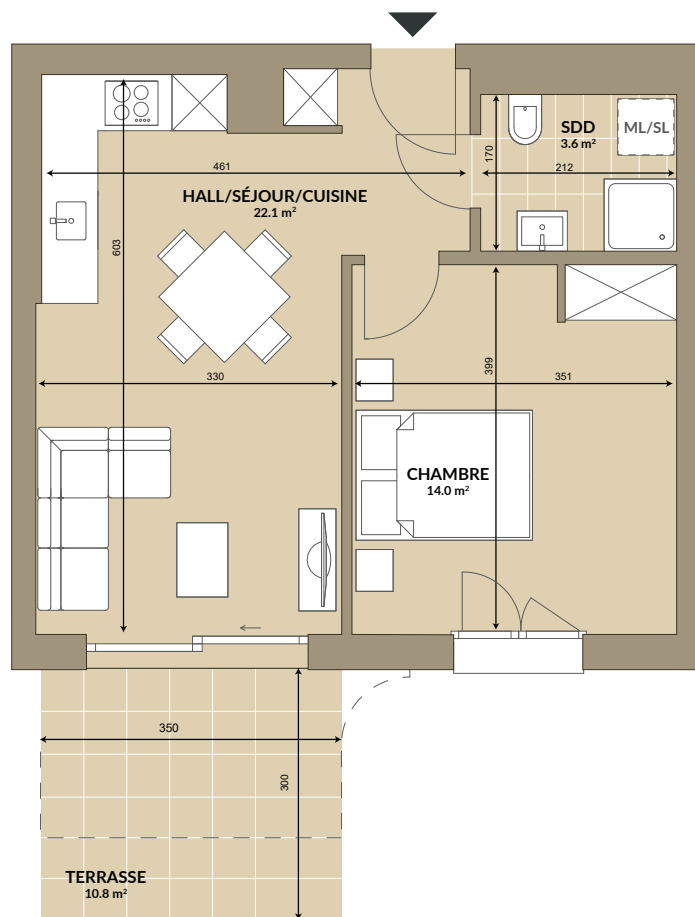 SDD
3.6 m²
ML/SL
170
212
461
HALL/SÉJOUR/CUISINE
22.1 m²
603
330
399
351
CHAMBRE
14.0 m²
350
300
TERRASSE
10.8 m²